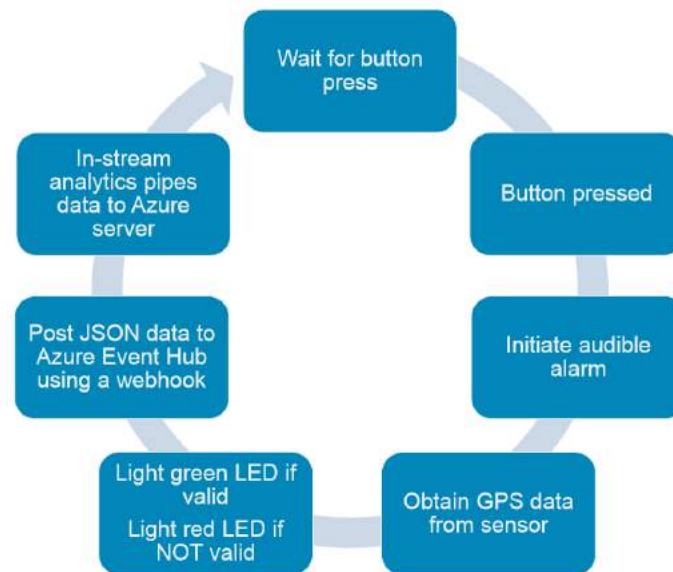 Wait for button
press
Button pressed
Initiate audible
alarm
Obtain GPS data
from sensor
Light green LED if
valid
Light red LED if
NOT valid
Post JSON data to
Azure Event Hub
using a webhook
In-stream
analytics pipes
data to Azure
server